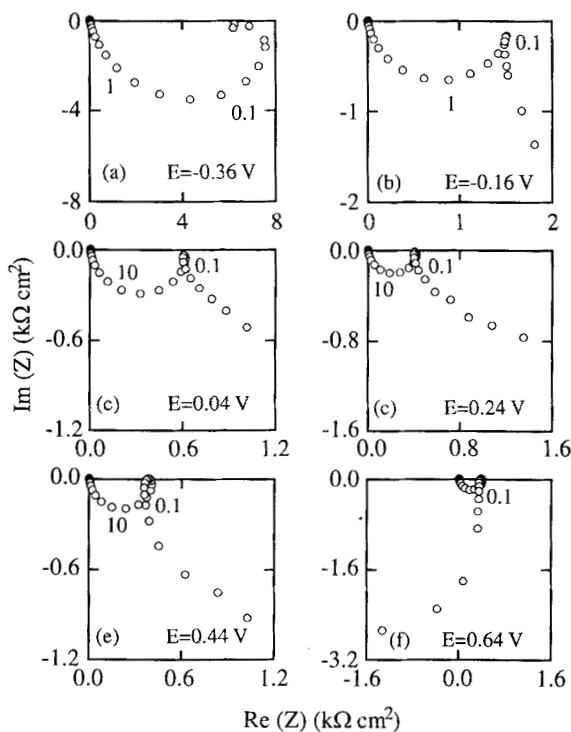 0
-4
-8
0 4 8
1
0.1
(a) E=-0.36 V
0
-1
-2
0 1 2
0.1
1
(b) E=-0.16 V
0.0
-0.6
-1.2
0.0 0.6 1.2
10
0.1
(c) E=0.04 V
0.0
-0.8
-1.6
0.0 0.8 1.6
10
0.1
(c) E=0.24 V
0.0
-0.6
-1.2
0.0 0.6 1.2
10
0.1
(e) E=0.44 V
0.0
-1.6
-3.2
-1.6 0.0 1.6
0.1
(f) E=0.64 V
Im (Z) (kΩ cm²)
Re (Z) (kΩ cm²)